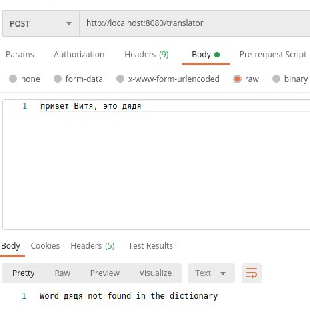 POST http://localhost:8080/translator
Params Authorization Headers (9) Body Pre-request Script
none form-data x-www-form-urlencoded raw binary
1 привет Витя, это дядя
Body Cookies Headers (5) Test Results
Pretty Raw Preview Visualize Text
1 Word дядя not found in the dictionary